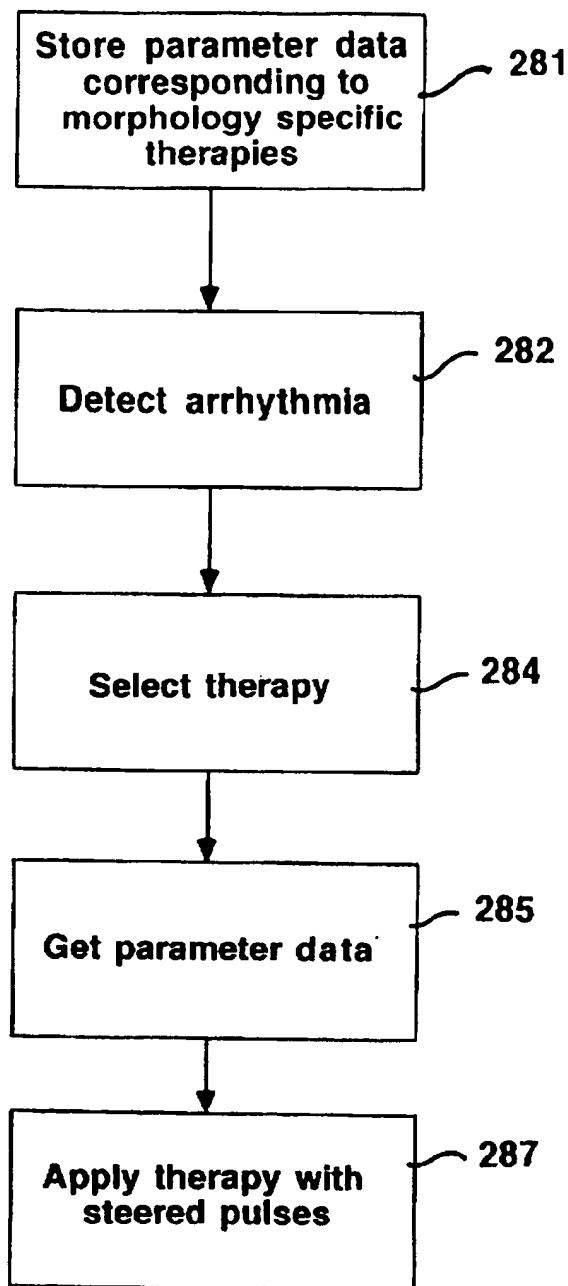 Store parameter data
corresponding to
morphology specific
therapies
281
Detect arrhythmia
282
Select therapy
284
Get parameter data
285
Apply therapy with
steered pulses
287